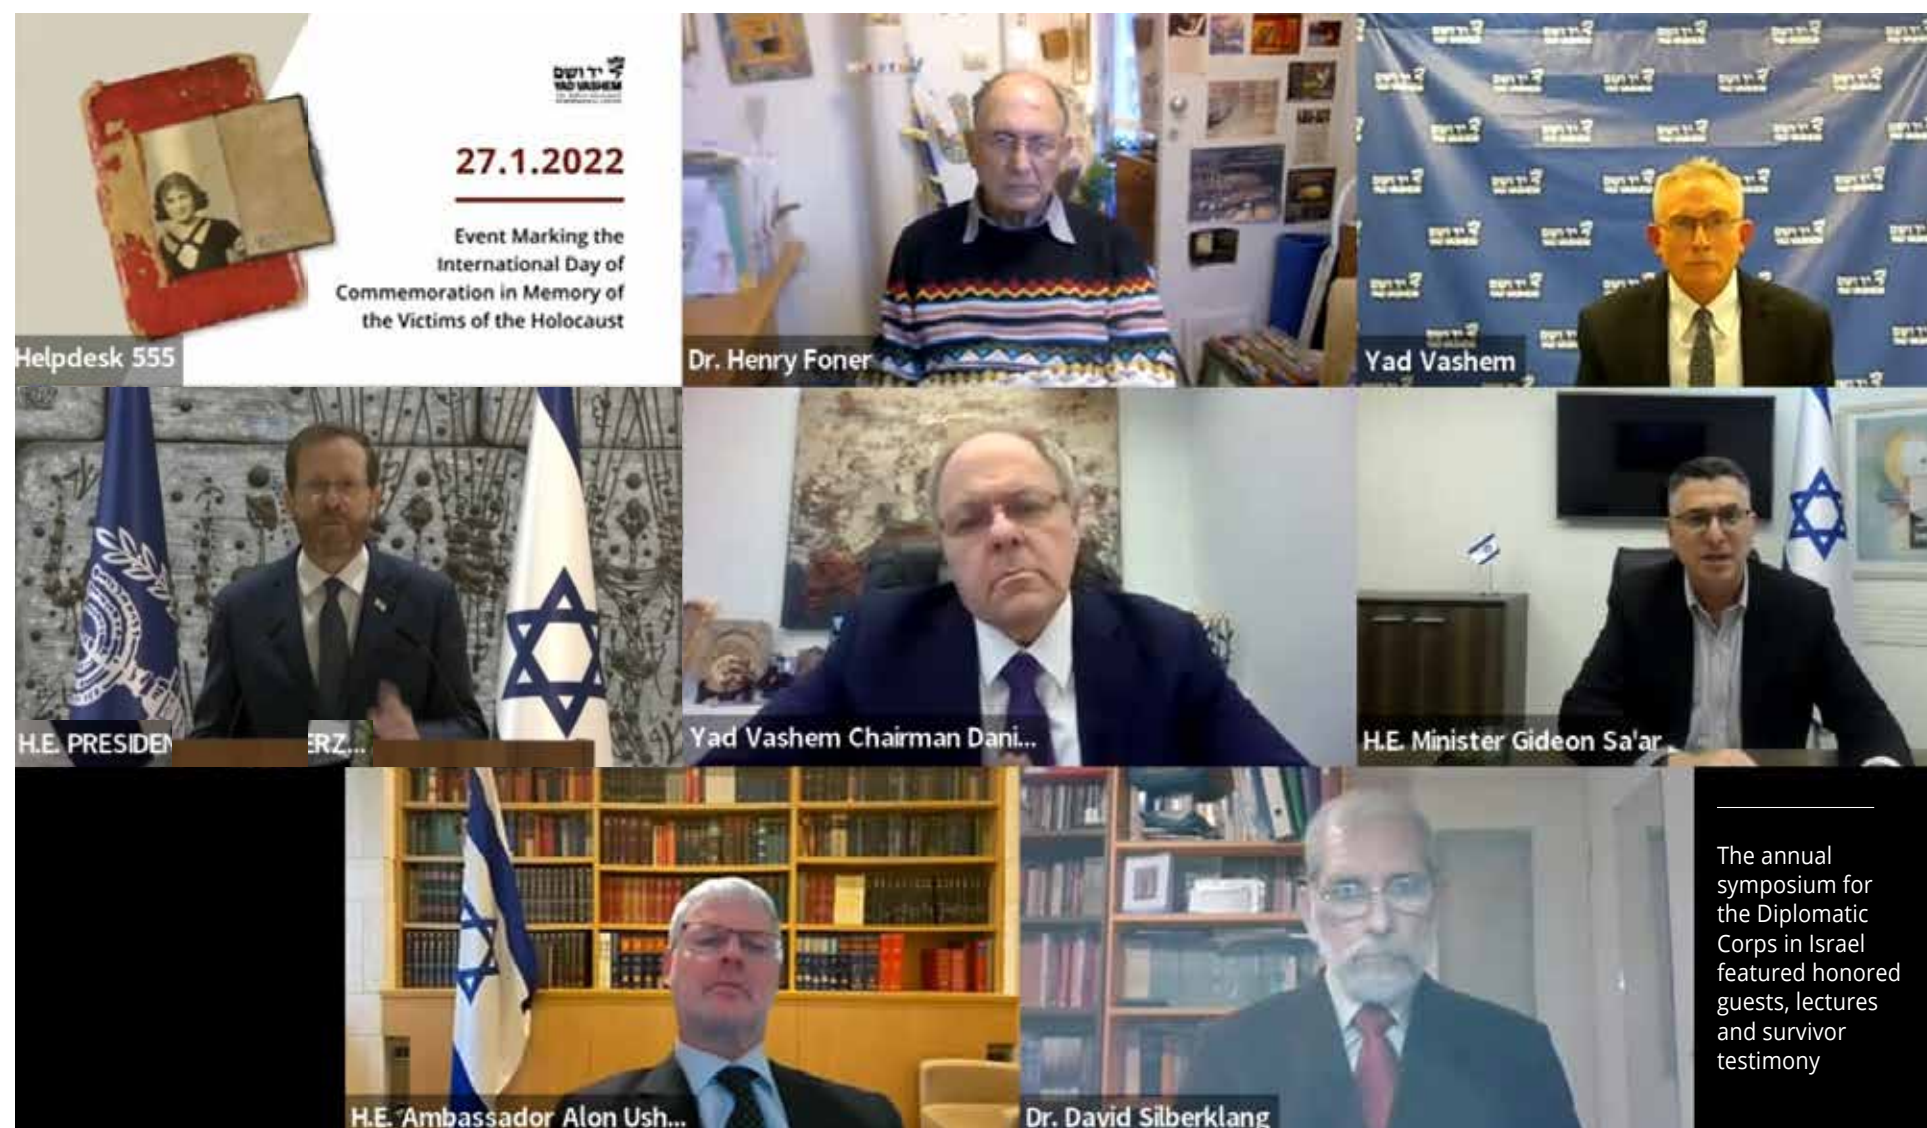 יד ושם
YAD VASHEM
27.1.2022
Event Marking the
International Day of
Commemoration in Memory of
the Victims of the Holocaust
Helpdesk 555
Dr. Henry Foner
Yad Vashem
H.E. PRESIDEN ERZ...
Yad Vashem Chairman Dani...
H.E. Minister Gideon Sa'ar
H.E. Ambassador Alon Ush...
Dr. David Silberklang
The annual
symposium for
the Diplomatic
Corps in Israel
featured honored
guests, lectures
and survivor
testimony